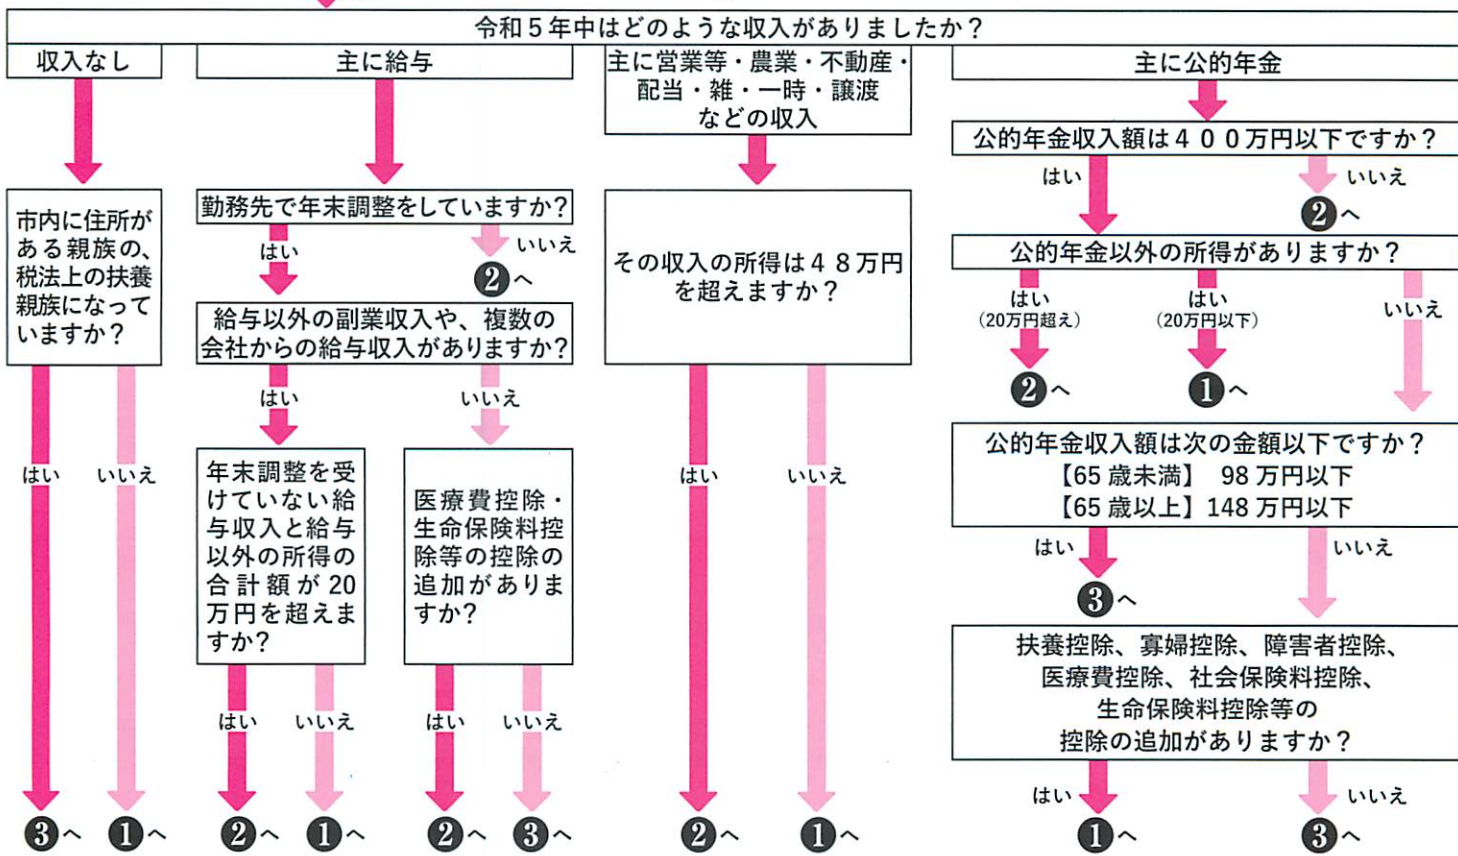 令和５年中はどのような収入がありましたか？
収入なし
市内に住所が
ある親族の、
税法上の扶養
親族になって
いますか？
はい
いいえ
❸へ
❶へ
主に給与
勤務先で年末調整をしていますか？
はい
いいえ
❷へ
給与以外の副業収入や、複数の
会社からの給与収入がありますか？
はい
いいえ
年末調整を受
けていない給
与収入と給与
以外の所得の
合計額が20
万円を超えま
すか？
はい
いいえ
❷へ
❶へ
医療費控除・
生命保険料控
除等の控除の
追加がありま
すか？
はい
いいえ
❷へ
❸へ
主に営業等・農業・不動産・
配当・雑・一時・譲渡
などの収入
その収入の所得は４８万円
を超えますか？
はい
いいえ
❷へ
❶へ
主に公的年金
公的年金収入額は４００万円以下ですか？
はい
いいえ
❷へ
公的年金以外の所得がありますか？
はい
（20万円超え）
はい
（20万円以下）
いいえ
❷へ
❶へ
公的年金収入額は次の金額以下ですか？
【65歳未満】 98万円以下
【65歳以上】148万円以下
はい
いいえ
❸へ
扶養控除、寡婦控除、障害者控除、
医療費控除、社会保険料控除、
生命保険料控除等の
控除の追加がありますか？
はい
いいえ
❶へ
❸へ